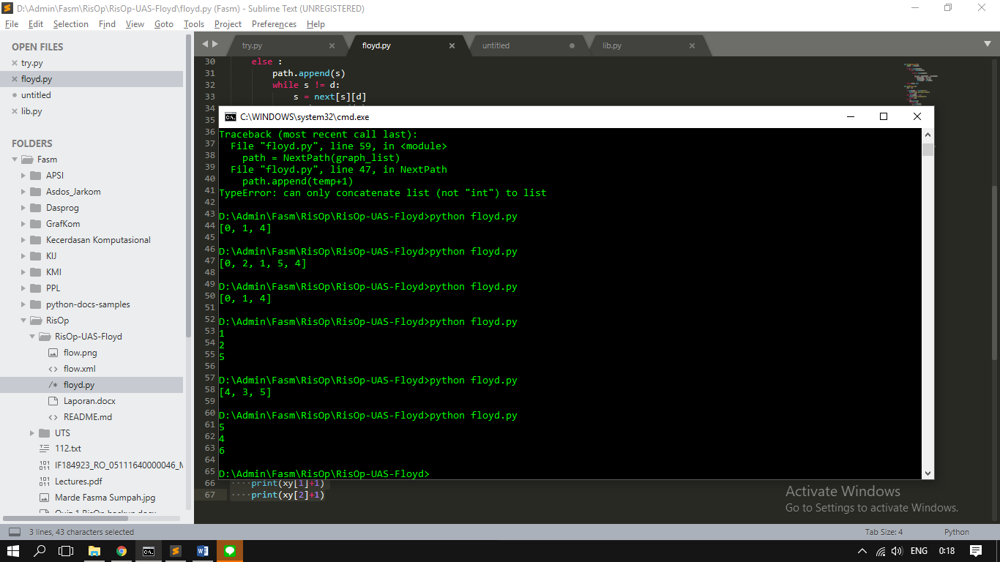 D:\Admin\Fasm\RisOp\RisOp-UAS-Floyd\floyd.py (Fasm) - Sublime Text (UNREGISTERED)
File Edit Selection Find View Goto Tools Project Preferences Help
OPEN FILES
try.py
floyd.py
untitled
lib.py
FOLDERS
Fasm
APSI
Asdos_Jarkom
Dasprog
GrafKom
Kecerdasan Komputasional
KIJ
KMI
PPL
python-docs-samples
RisOp
RisOp-UAS-Floyd
flow.png
flow.xml
floyd.py
Laporan.docx
README.md
UTS
112.txt
IF184923_RO_05111640000046_M
Lectures.pdf
Marde Fasma Sumpah.jpg
try.py floyd.py untitled lib.py
30 else :
31 path.append(s)
32 while s != d:
33 s = next[s][d]
34
35
36
37
38
39
40
41
42
43
44
45
46
47
48
49
50
51
52
53
54
55
56
57
58
59
60
61
62
63
64
65
66 ····print(xy[1]+1)
67 ····print(xy[2]+1)
C:\WINDOWS\system32\cmd.exe
Traceback (most recent call last):
File "floyd.py", line 59, in <module>
path = NextPath(graph_list)
File "floyd.py", line 47, in NextPath
path.append(temp+1)
TypeError: can only concatenate list (not "int") to list
D:\Admin\Fasm\RisOp\RisOp-UAS-Floyd>python floyd.py
[0, 1, 4]
D:\Admin\Fasm\RisOp\RisOp-UAS-Floyd>python floyd.py
[0, 2, 1, 5, 4]
D:\Admin\Fasm\RisOp\RisOp-UAS-Floyd>python floyd.py
[0, 1, 4]
D:\Admin\Fasm\RisOp\RisOp-UAS-Floyd>python floyd.py
1
2
5
D:\Admin\Fasm\RisOp\RisOp-UAS-Floyd>python floyd.py
[4, 3, 5]
D:\Admin\Fasm\RisOp\RisOp-UAS-Floyd>python floyd.py
5
4
6
D:\Admin\Fasm\RisOp\RisOp-UAS-Floyd>
Activate Windows
Go to Settings to activate Windows.
3 lines, 43 characters selected
Tab Size: 4 Python
ENG 0:18